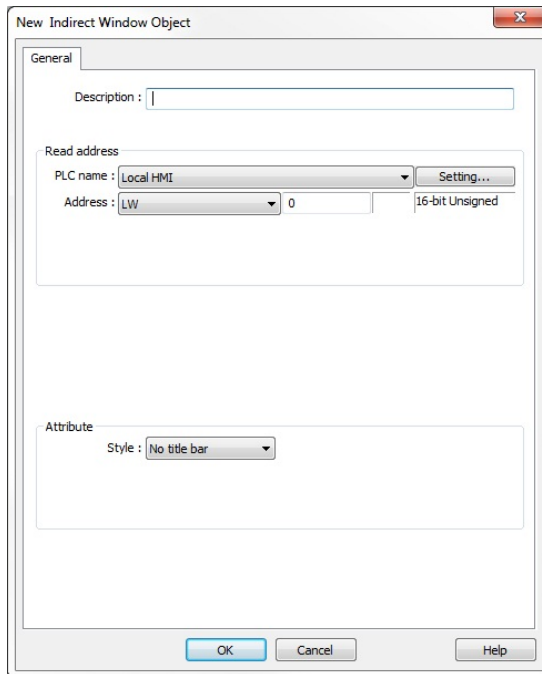 New Indirect Window Object
General
Description :
Read address
PLC name : Local HMI Setting...
Address : LW 0 16-bit Unsigned
Attribute
Style : No title bar
OK Cancel Help